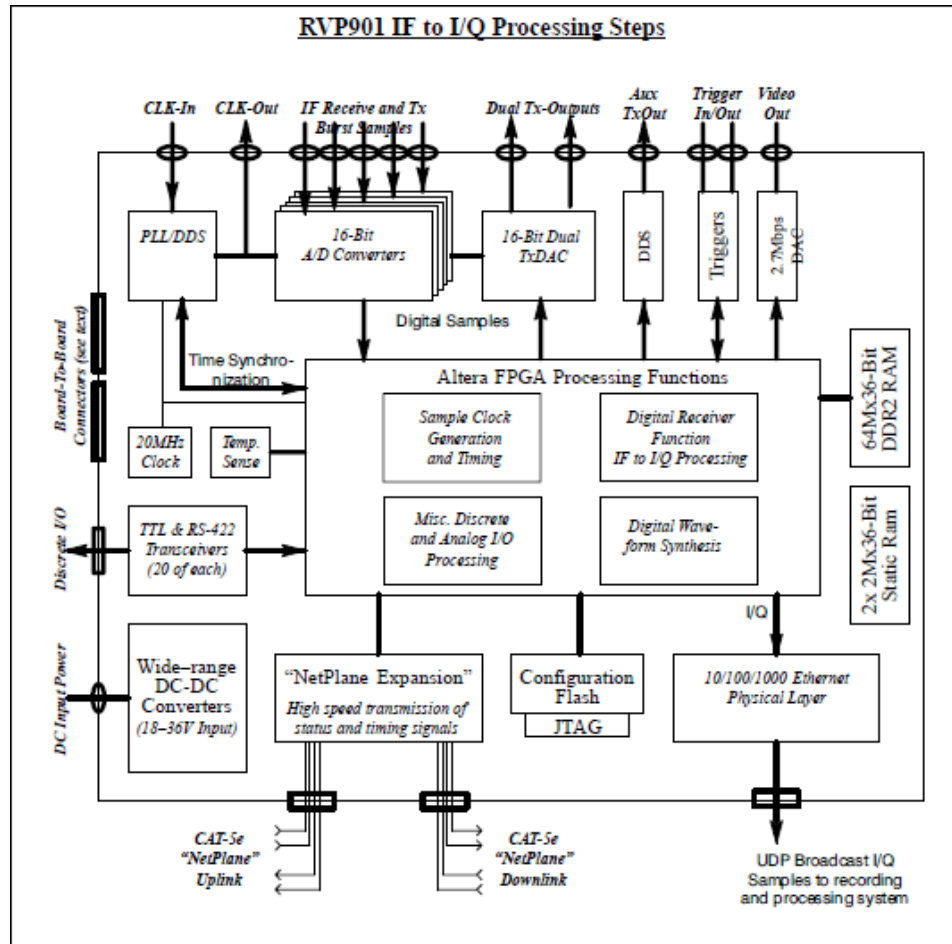 RVP901 IF to I/Q Processing Steps
CLK-In
CLK-Out
IF Receive and Tx
Burst Samples
Dual Tx-Outputs
Aux
TxOut
Trigger
In/Out
Video
Out
PLL/DDS
16-Bit
A/D Converters
16-Bit Dual
TxDAC
DDS
Triggers
2.7Mbps
DAC
Digital Samples
Board-To-Board
Connectors (see text)
Time Synchro-
nization
Altera FPGA Processing Functions
Sample Clock
Generation
and Timing
Digital Receiver
Function
IF to I/Q Processing
64Mx36-Bit
DDR2 RAM
20MHz
Clock
Temp.
Sense
Misc. Discrete
and Analog I/O
Processing
Digital Wave-
form Synthesis
2x 2Mx36-Bit
Static Ram
Discrete I/O
TTL & RS-422
Transceivers
(20 of each)
I/Q
DC Input Power
Wide–range
DC-DC
Converters
(18–36V Input)
“NetPlane Expansion”
High speed transmission of
status and timing signals
Configuration
Flash
JTAG
10/100/1000 Ethernet
Physical Layer
CAT-5e
“NetPlane”
Uplink
CAT-5e
“NetPlane”
Downlink
UDP Broadcast I/Q
Samples to recording
and processing system